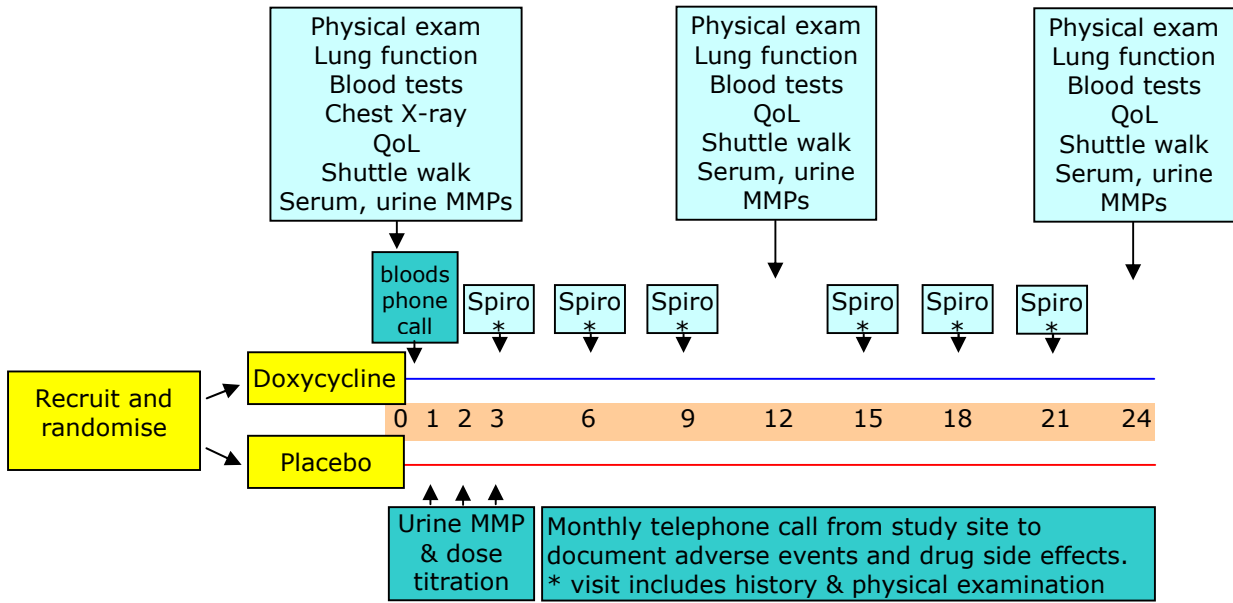 Physical exam
Lung function
Blood tests
Chest X-ray
QoL
Shuttle walk
Serum, urine MMPs
Physical exam
Lung function
Blood tests
QoL
Shuttle walk
Serum, urine
MMPs
Physical exam
Lung function
Blood tests
QoL
Shuttle walk
Serum, urine
MMPs
bloods
phone
call
Spiro
*
Spiro
*
Spiro
*
Spiro
*
Spiro
*
Spiro
*
Recruit and
randomise
Doxycycline
0 1 2 3 6 9 12 15 18 21 24
Placebo
Urine MMP
& dose
titration
Monthly telephone call from study site to
document adverse events and drug side effects.
* visit includes history & physical examination